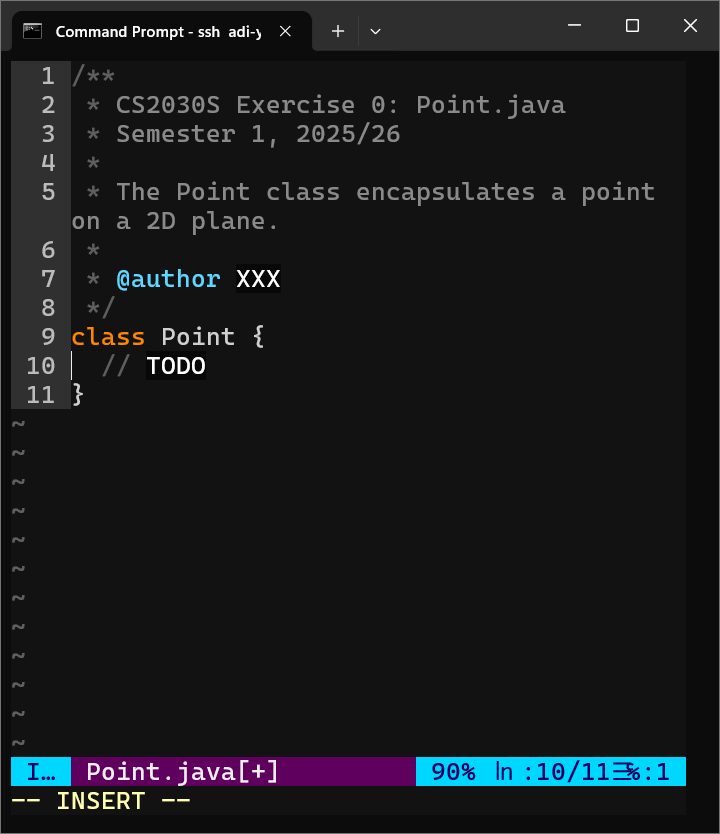 Command Prompt - ssh adi-y
1 /**
2 * CS2030S Exercise 0: Point.java
3 * Semester 1, 2025/26
4 *
5 * The Point class encapsulates a point
on a 2D plane.
6 *
7 * @author XXX
8 */
9 class Point {
10 // TODO
11 }
~
~
~
~
~
~
~
~
~
~
~
~
I… Point.java[+] 90% ln :10/11☰%:1
-- INSERT --